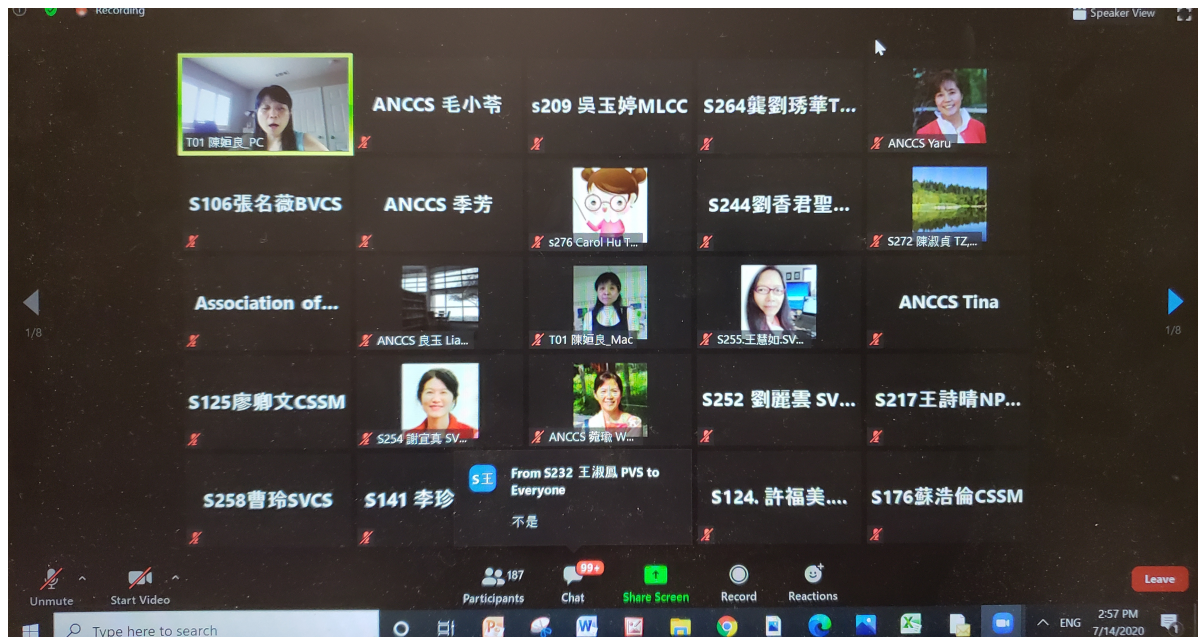 Recording
Speaker View
T01 陳姮良_PC
ANCCS 毛小苓
s209 吳玉婷MLCC
S264龔劉琇華T...
ANCCS Yaru
S106張名薇BVCS
ANCCS 季芳
s276 Carol Hu T...
S244劉香君聖...
S272 陳淑貞 TZ,...
Association of...
ANCCS 良玉 Lia...
T01 陳姮良_Mac
S255.王慧如.SV...
ANCCS Tina
1/8
1/8
S125廖卿文CSSM
S254 謝宜真 SV...
ANCCS 菀瑜 W...
S252 劉麗雲 SV...
S217王詩晴NP...
S258曹玲SVCS
S141 李珍
S王
From S232 王淑鳳 PVS to
Everyone
不是
S124. 許福美....
S176蘇浩倫CSSM
Unmute
Start Video
187
Participants
99+
Chat
Share Screen
Record
Reactions
Leave
Type here to search
ENG
2:57 PM
7/14/2020